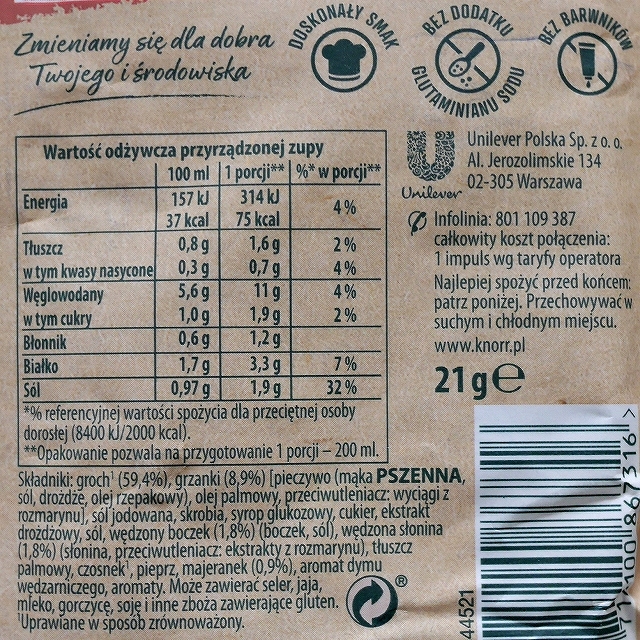 Zmieniamy się dla dobra
Twojego i środowiska
DOSKONAŁY SMAK
BEZ DODATKU
GLUTAMINIANU SODU
BEZ BARWNIKÓW
Wartość odżywcza przyrządzonej zupy
100 ml 1 porcji** %* w porcji**
Energia 157 kJ 314 kJ 4 %
37 kcal 75 kcal
Tłuszcz 0,8 g 1,6 g 2 %
w tym kwasy nasycone 0,3 g 0,7 g 4 %
Węglowodany 5,6 g 11 g 4 %
w tym cukry 1,0 g 1,9 g 2 %
Błonnik 0,6 g 1,2 g
Białko 1,7 g 3,3 g 7 %
Sól 0,97 g 1,9 g 32 %
*% referencyjnej wartości spożycia dla przeciętnej osoby
dorosłej (8400 kJ/2000 kcal).
**Opakowanie pozwala na przygotowanie 1 porcji – 200 ml.
Unilever
Unilever Polska Sp. z o. o.
Al. Jerozolimskie 134
02-305 Warszawa
Infolinia: 801 109 387
całkowity koszt połączenia:
1 impuls wg taryfy operatora
Najlepiej spożyć przed końcem:
patrz poniżej. Przechowywać w
suchym i chłodnym miejscu.
www.knorr.pl
21 g e
Składniki: groch¹ (59,4%), grzanki (8,9%) [pieczywo (mąka PSZENNA,
sól, drożdże, olej rzepakowy), olej palmowy, przeciwutleniacz: wyciągi z
rozmarynu], sól jodowana, skrobia, syrop glukozowy, cukier, ekstrakt
drożdżowy, sól, wędzony boczek (1,8%) (boczek, sól), wędzona słonina
(1,8%) (słonina, przeciwutleniacz: ekstrakty z rozmarynu), tłuszcz
palmowy, czosnek¹, pieprz, majeranek (0,9%), aromat dymu
wędzarniczego, aromaty. Może zawierać seler, jaja,
mleko, gorczycę, soję i inne zboża zawierające gluten.
¹Uprawiane w sposób zrównoważony.
®
44521